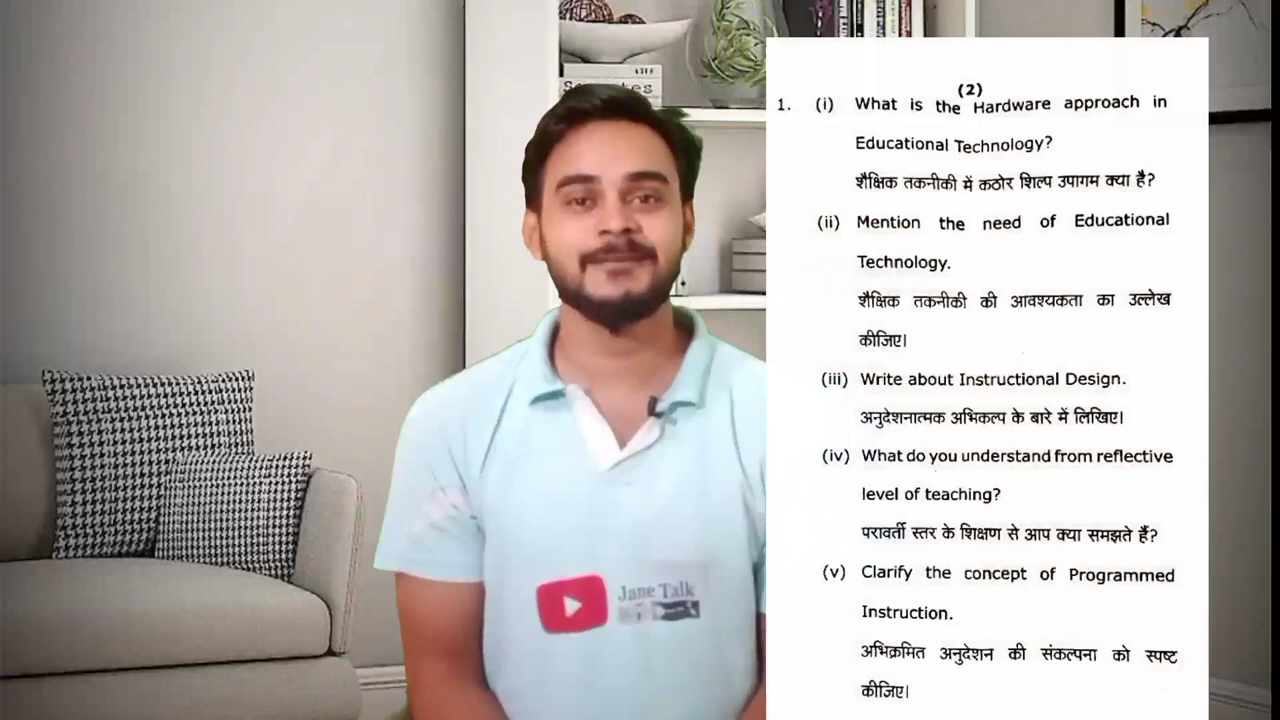 Jane Talk
(2)
1. (i) What is the Hardware approach in
Educational Technology?
शैक्षिक तकनीकी में कठोर शिल्प उपागम क्या है?
(ii) Mention the need of Educational
Technology.
शैक्षिक तकनीकी की आवश्यकता का उल्लेख
कीजिए।
(iii) Write about Instructional Design.
अनुदेशनात्मक अभिकल्प के बारे में लिखिए।
(iv) What do you understand from reflective
level of teaching?
परावर्ती स्तर के शिक्षण से आप क्या समझते हैं?
(v) Clarify the concept of Programmed
Instruction.
अभिक्रमित अनुदेशन की संकल्पना को स्पष्ट
कीजिए।